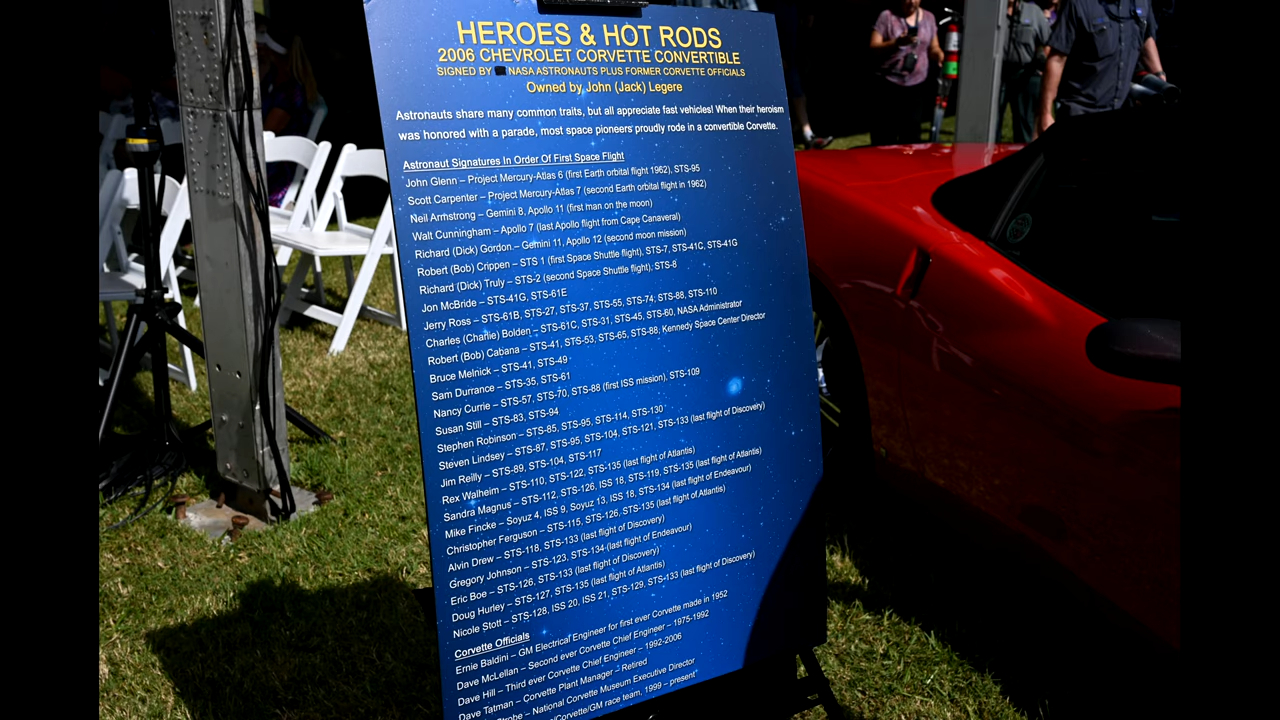 HEROES & HOT RODS
2006 CHEVROLET CORVETTE CONVERTIBLE
SIGNED BY NASA ASTRONAUTS PLUS FORMER CORVETTE OFFICIALS
Owned by John (Jack) Legere
Astronauts share many common traits, but all appreciate fast vehicles! When their heroism
was honored with a parade, most space pioneers proudly rode in a convertible Corvette.
Astronaut Signatures In Order Of First Space Flight
John Glenn – Project Mercury-Atlas 6 (first Earth orbital flight 1962), STS-95
Scott Carpenter – Project Mercury-Atlas 7 (second Earth orbital flight in 1962)
Neil Armstrong – Gemini 8, Apollo 11 (first man on the moon)
Walt Cunningham – Apollo 7 (last Apollo flight from Cape Canaveral)
Richard (Dick) Gordon – Gemini 11, Apollo 12 (second moon mission)
Robert (Bob) Crippen – STS 1 (first Space Shuttle flight), STS-7, STS-41C, STS-41G
Richard (Dick) Truly – STS-2 (second Space Shuttle flight), STS-8
Jon McBride – STS-41G, STS-61E
Jerry Ross – STS-61B, STS-27, STS-37, STS-55, STS-74, STS-88, STS-110
Charles (Charlie) Bolden – STS-61C, STS-31, STS-45, STS-60, NASA Administrator
Robert (Bob) Cabana – STS-41, STS-53, STS-65, STS-88, Kennedy Space Center Director
Bruce Melnick – STS-41, STS-49
Sam Durrance – STS-35, STS-61
Nancy Currie – STS-57, STS-70, STS-88 (first ISS mission), STS-109
Susan Still – STS-83, STS-94
Stephen Robinson – STS-85, STS-95, STS-114, STS-130
Steven Lindsey – STS-87, STS-95, STS-104, STS-121, STS-133 (last flight of Discovery)
Jim Reilly – STS-89, STS-104, STS-117
Rex Walheim – STS-110, STS-122, STS-135 (last flight of Atlantis)
Sandra Magnus – STS-112, STS-126, ISS 18, STS-119, STS-135 (last flight of Atlantis)
Mike Fincke – Soyuz 4, ISS 9, Soyuz 13, ISS 18, STS-134 (last flight of Endeavour)
Christopher Ferguson – STS-115, STS-126, STS-135 (last flight of Atlantis)
Alvin Drew – STS-118, STS-133 (last flight of Discovery)
Gregory Johnson – STS-123, STS-134 (last flight of Endeavour)
Eric Boe – STS-126, STS-133 (last flight of Discovery)
Doug Hurley – STS-127, STS-135 (last flight of Atlantis)
Nicole Stott – STS-128, ISS 20, ISS 21, STS-129, STS-133 (last flight of Discovery)
Corvette Officials
Ernie Baldini – GM Electrical Engineer for first ever Corvette made in 1952
Dave McLellan – Second ever Corvette Chief Engineer – 1975-1992
Dave Hill – Third ever Corvette Chief Engineer – 1992-2006
Dave Tatman – Corvette Plant Manager – Retired
Strobe – National Corvette Museum Executive Director
/Corvette/GM race team, 1999 – present"